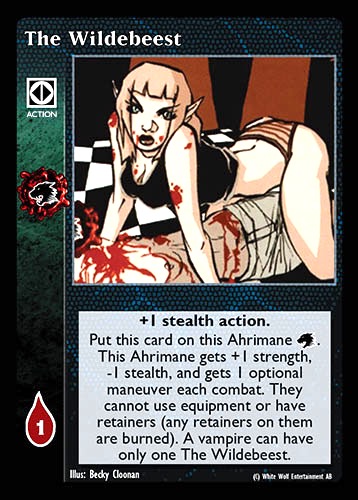 The Wildebeest
ACTION
+1 stealth action.
Put this card on this Ahrimane .
This Ahrimane gets +1 strength,
-1 stealth, and gets 1 optional
maneuver each combat. They
cannot use equipment or have
retainers (any retainers on them
are burned). A vampire can have
only one The Wildebeest.
1
Illus: Becky Cloonan
(C) White Wolf Entertainment AB